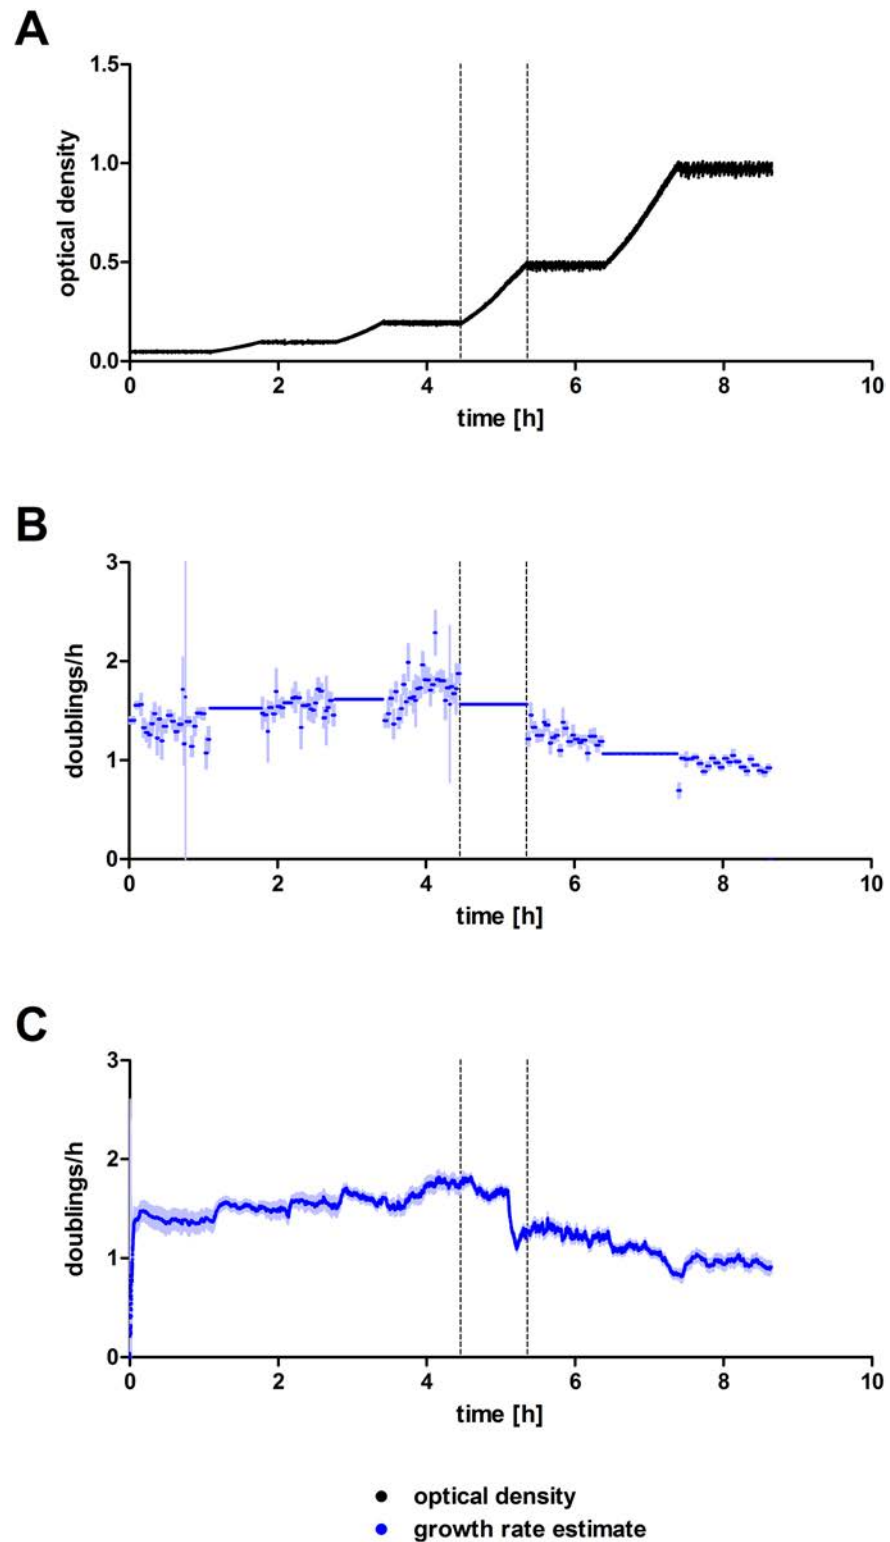 A
1.5
1.0
0.5
0.0
optical density
0 2 4 6 8 10
time [h]
B
3
2
1
0
doublings/h
0 2 4 6 8 10
time [h]
C
3
2
1
0
doublings/h
0 2 4 6 8 10
time [h]
optical density
growth rate estimate